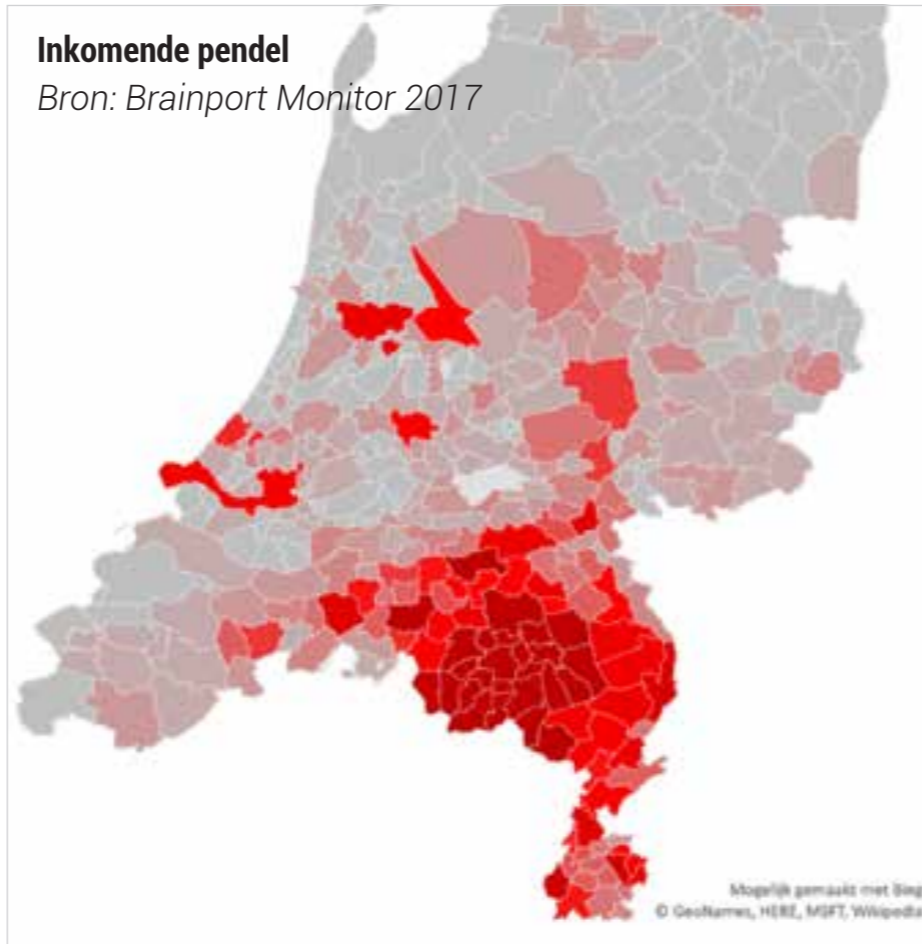 Inkomende pendel
Bron: Brainport Monitor 2017
Mogelijk gemaakt met Bing
© GeoNames, HERE, MSFT, Wikipedia